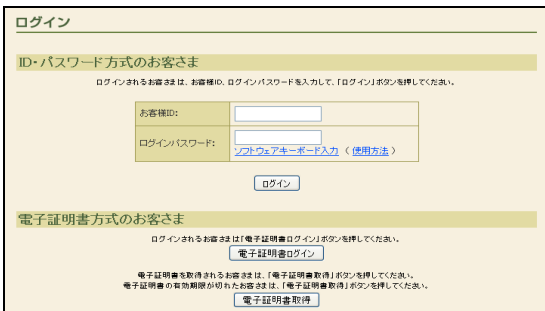 ログイン
ID・パスワード方式のお客さま
ログインされるお客さまは、お客様ID、ログインパスワードを入力して、「ログイン」ボタンを押してください。
お客様ID:
ログインパスワード:
ソフトウェアキーボード入力 （使用方法）
ログイン
電子証明書方式のお客さま
ログインされるお客さまは「電子証明書ログイン」ボタンを押してください。
電子証明書ログイン
電子証明書を取得されるお客さまは、「電子証明書取得」ボタンを押してください。
電子証明書の有効期限が切れたお客さまは、「電子証明書取得」ボタンを押してください。
電子証明書取得